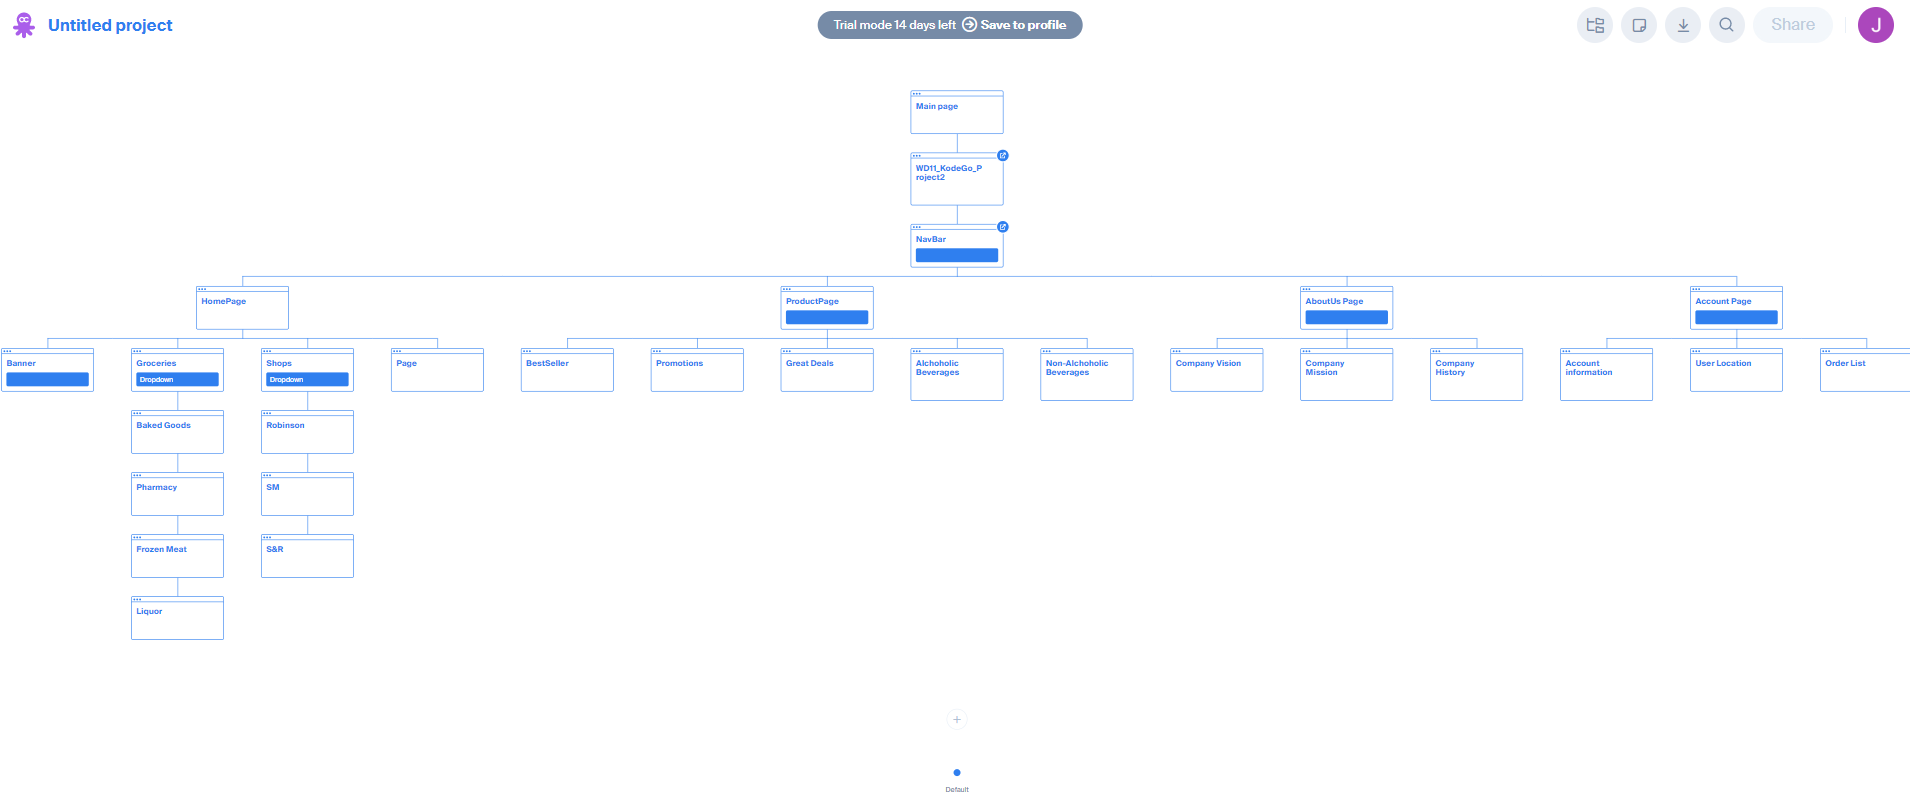 Untitled project
Trial mode 14 days left Save to profile
Share
J
Main page
WD11_KodeGo_P
roject2
NavBar
HomePage
ProductPage
AboutUs Page
Account Page
Banner
Groceries
Dropdown
Shops
Dropdown
Page
BestSeller
Promotions
Great Deals
Alchoholic
Beverages
Non-Alchoholic
Beverages
Company Vision
Company
Mission
Company
History
Account
information
User Location
Order List
Baked Goods
Robinson
Pharmacy
SM
Frozen Meat
S&R
Liquor
Default